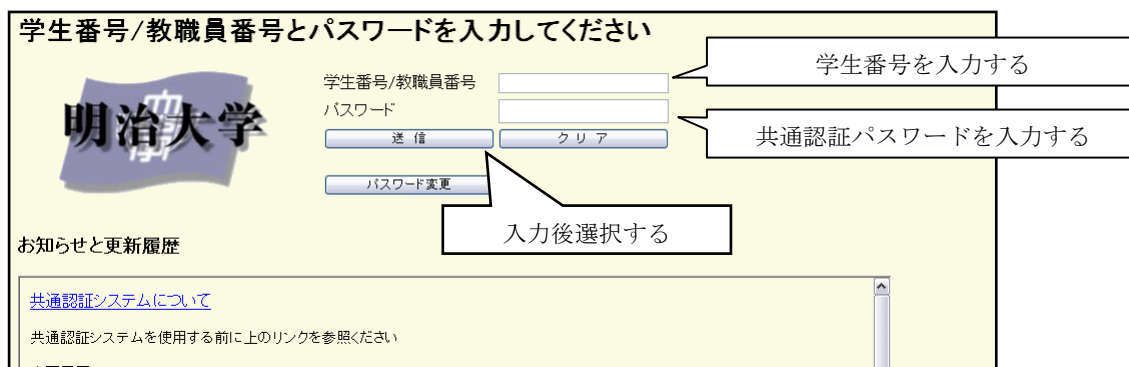 学生番号/教職員番号とパスワードを入力してください
学生番号/教職員番号
学生番号を入力する
明治大学
パスワード
共通認証パスワードを入力する
送 信
ク リ ア
パスワード変更
入力後選択する
お知らせと更新履歴
共通認証システムについて
共通認証システムを使用する前に上のリンクを参照ください